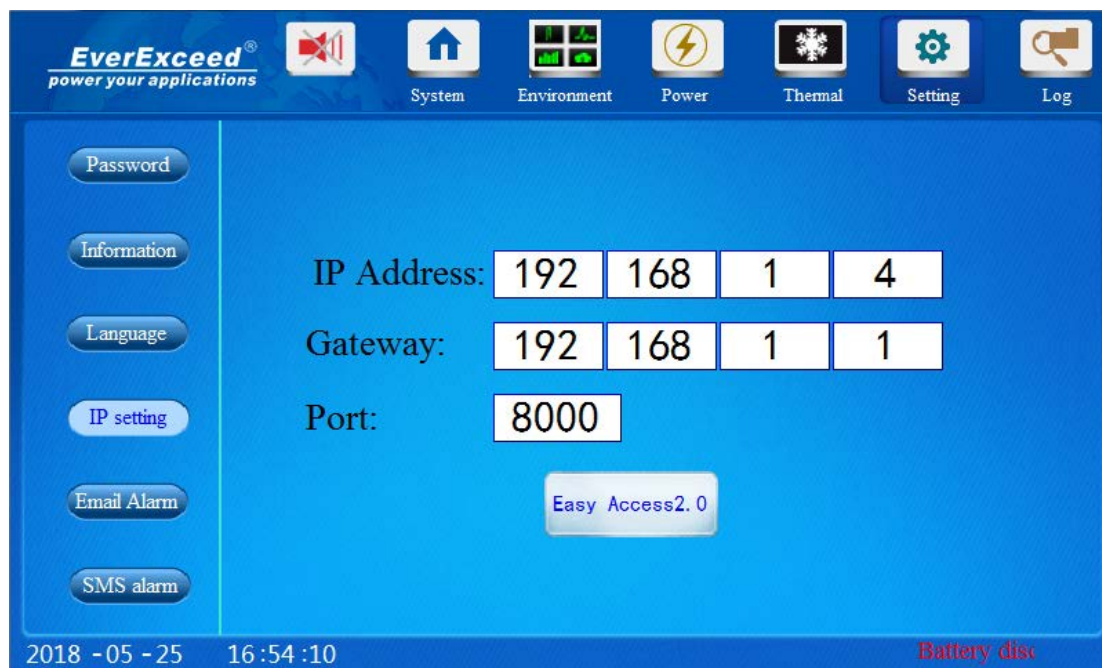 EverExceed®
power your applications
System
Environment
Power
Thermal
Setting
Log
Password
Information
Language
IP setting
Email Alarm
SMS alarm
IP Address: 192 168 1 4
Gateway: 192 168 1 1
Port: 8000
Easy Access2.0
2018 -05 -25 16:54 :10
Battery